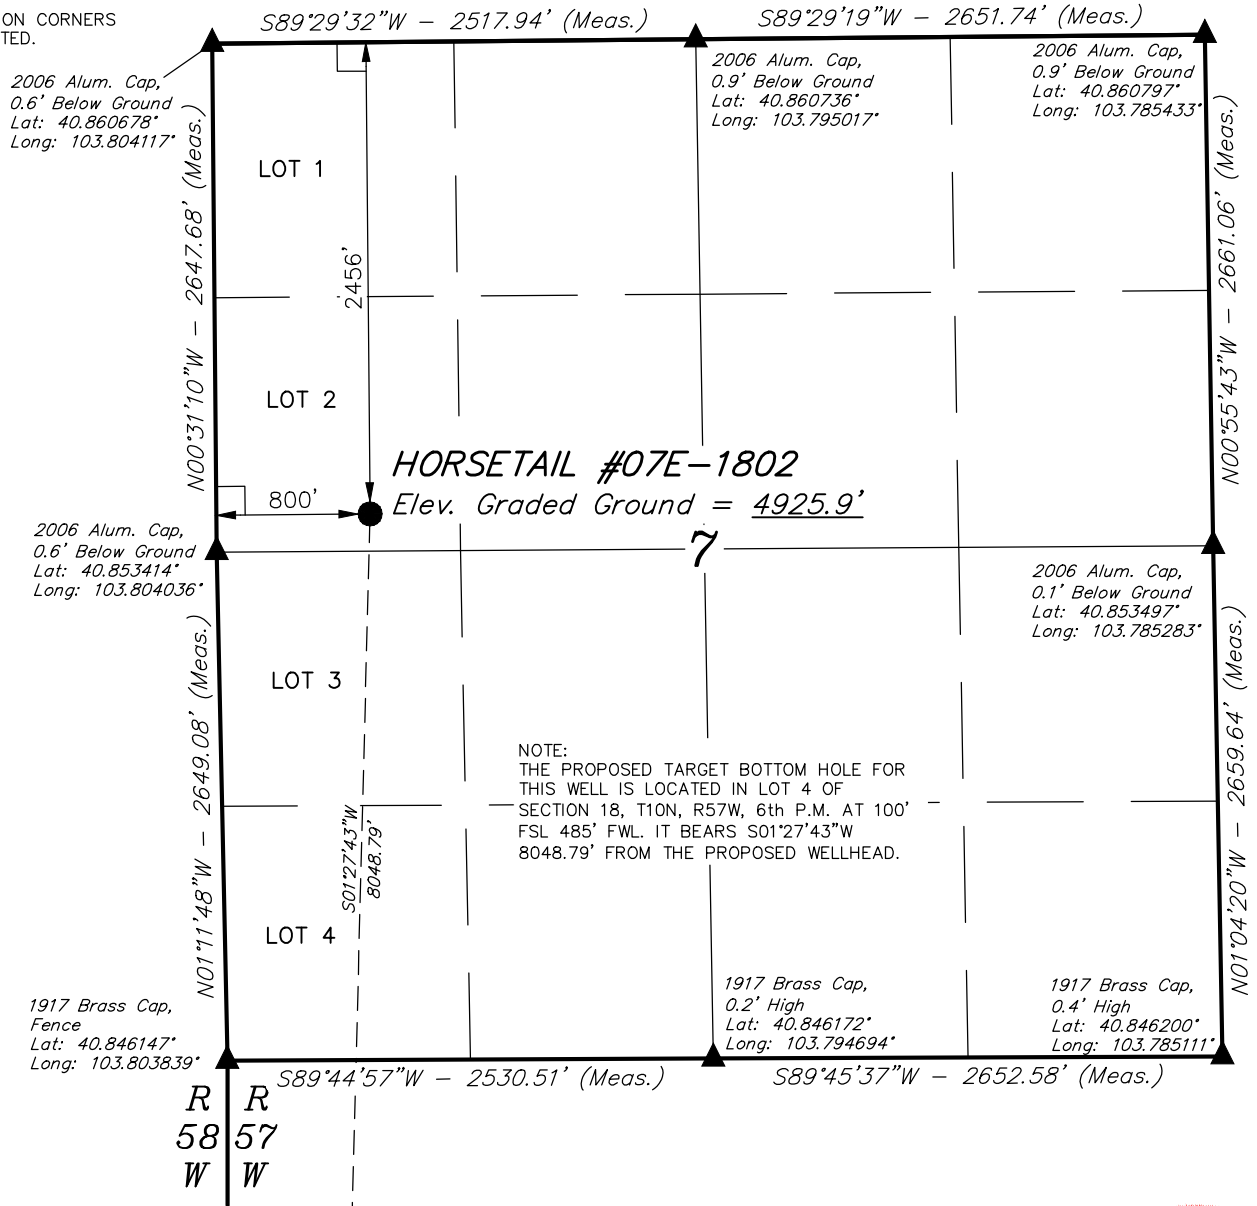 ON CORNERS
TED.
S89°29'32"W - 2517.94' (Meas.)
S89°29'19"W - 2651.74' (Meas.)
2006 Alum. Cap,
0.6' Below Ground
Lat: 40.860678°
Long: 103.804117°
2006 Alum. Cap,
0.9' Below Ground
Lat: 40.860736°
Long: 103.795017°
2006 Alum. Cap,
0.9' Below Ground
Lat: 40.860797°
Long: 103.785433°
LOT 1
N00°31'10"W - 2647.68' (Meas.)
2456'
N00°55'43"W - 2661.06' (Meas.)
LOT 2
HORSETAIL #07E-1802
800'
Elev. Graded Ground = 4925.9'
7
2006 Alum. Cap,
0.6' Below Ground
Lat: 40.853414°
Long: 103.804036°
2006 Alum. Cap,
0.1' Below Ground
Lat: 40.853497°
Long: 103.785283°
LOT 3
N01°11'48"W - 2649.08' (Meas.)
N01°04'20"W - 2659.64' (Meas.)
NOTE:
THE PROPOSED TARGET BOTTOM HOLE FOR
THIS WELL IS LOCATED IN LOT 4 OF
SECTION 18, T10N, R57W, 6th P.M. AT 100'
FSL 485' FWL. IT BEARS S01°27'43"W
8048.79' FROM THE PROPOSED WELLHEAD.
S01°27'43"W
8048.79'
LOT 4
1917 Brass Cap,
Fence
Lat: 40.846147°
Long: 103.803839°
1917 Brass Cap,
0.2' High
Lat: 40.846172°
Long: 103.794694°
1917 Brass Cap,
0.4' High
Lat: 40.846200°
Long: 103.785111°
S89°44'57"W - 2530.51' (Meas.)
S89°45'37"W - 2652.58' (Meas.)
R R
58 57
W W